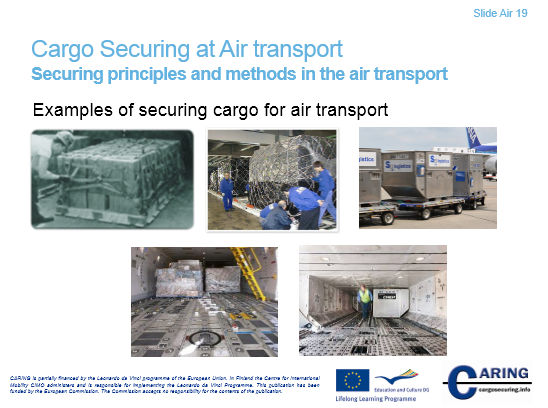 Slide Air 19
Cargo Securing at Air transport
Securing principles and methods in the air transport
Examples of securing cargo for air transport
CARING is partially financed by the Leonardo da Vinci programme of the European Union. In Finland the Centre for International
Mobility CIMO administers and is responsible for implementing the Leonardo da Vinci Programme. This publication has been
funded by the European Commission. The Commission accepts no responsibility for the contents of the publication.
Education and Culture DG
Lifelong Learning Programme
CARING
cargosecuring.info